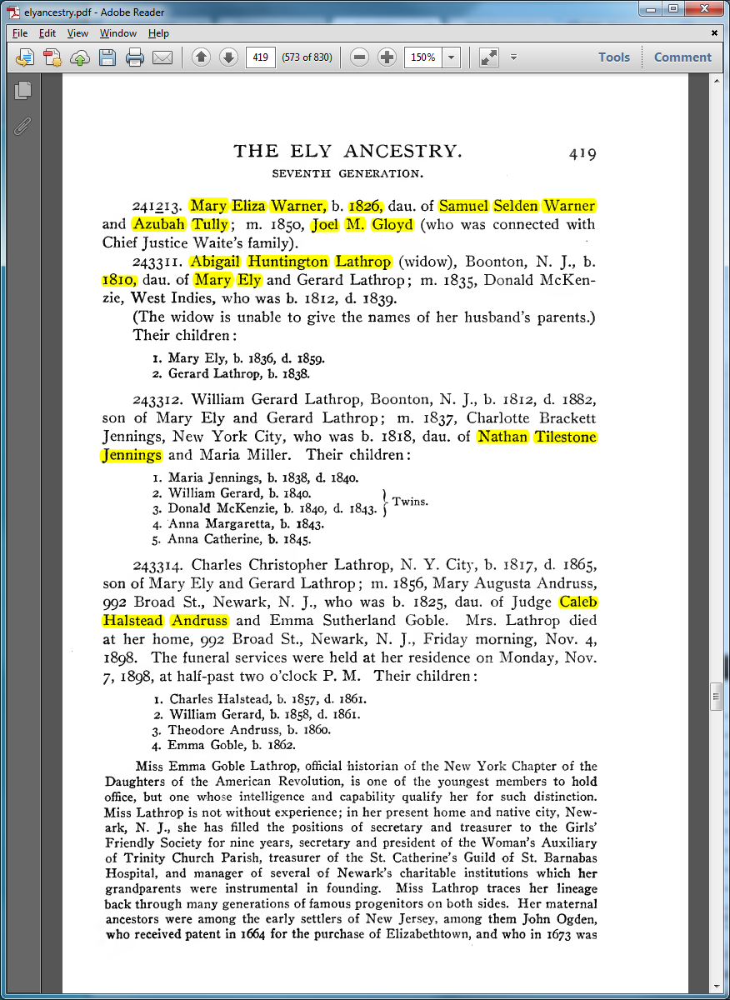 elyancestry.pdf - Adobe Reader
File Edit View Window Help
419 (573 of 830) 150% Tools Comment
THE ELY ANCESTRY. 419
SEVENTH GENERATION.
241213. Mary Eliza Warner, b. 1826, dau. of Samuel Selden Warner
and Azubah Tully; m. 1850, Joel M. Gloyd (who was connected with
Chief Justice Waite's family).
243311. Abigail Huntington Lathrop (widow), Boonton, N. J., b.
1810, dau. of Mary Ely and Gerard Lathrop; m. 1835, Donald McKen-
zie, West Indies, who was b. 1812, d. 1839.
(The widow is unable to give the names of her husband's parents.)
Their children:
1. Mary Ely, b. 1836, d. 1859.
2. Gerard Lathrop, b. 1838.
243312. William Gerard Lathrop, Boonton, N. J., b. 1812, d. 1882,
son of Mary Ely and Gerard Lathrop; m. 1837, Charlotte Brackett
Jennings, New York City, who was b. 1818, dau. of Nathan Tilestone
Jennings and Maria Miller. Their children:
1. Maria Jennings, b. 1838, d. 1840.
2. William Gerard, b. 1840.
3. Donald McKenzie, b. 1840, d. 1843. } Twins.
4. Anna Margaretta, b. 1843.
5. Anna Catherine, b. 1845.
243314. Charles Christopher Lathrop, N. Y. City, b. 1817, d. 1865,
son of Mary Ely and Gerard Lathrop; m. 1856, Mary Augusta Andruss,
992 Broad St., Newark, N. J., who was b. 1825, dau. of Judge Caleb
Halstead Andruss and Emma Sutherland Goble. Mrs. Lathrop died
at her home, 992 Broad St., Newark, N. J., Friday morning, Nov. 4,
1898. The funeral services were held at her residence on Monday, Nov.
7, 1898, at half-past two o'clock P. M. Their children:
1. Charles Halstead, b. 1857, d. 1861.
2. William Gerard, b. 1858, d. 1861.
3. Theodore Andruss, b. 1860.
4. Emma Goble, b. 1862.
Miss Emma Goble Lathrop, official historian of the New York Chapter of the
Daughters of the American Revolution, is one of the youngest members to hold
office, but one whose intelligence and capability qualify her for such distinction.
Miss Lathrop is not without experience; in her present home and native city, New-
ark, N. J., she has filled the positions of secretary and treasurer to the Girls'
Friendly Society for nine years, secretary and president of the Woman's Auxiliary
of Trinity Church Parish, treasurer of the St. Catherine's Guild of St. Barnabas
Hospital, and manager of several of Newark's charitable institutions which her
grandparents were instrumental in founding. Miss Lathrop traces her lineage
back through many generations of famous progenitors on both sides. Her maternal
ancestors were among the early settlers of New Jersey, among them John Ogden,
who received patent in 1664 for the purchase of Elizabethtown, and who in 1673 was